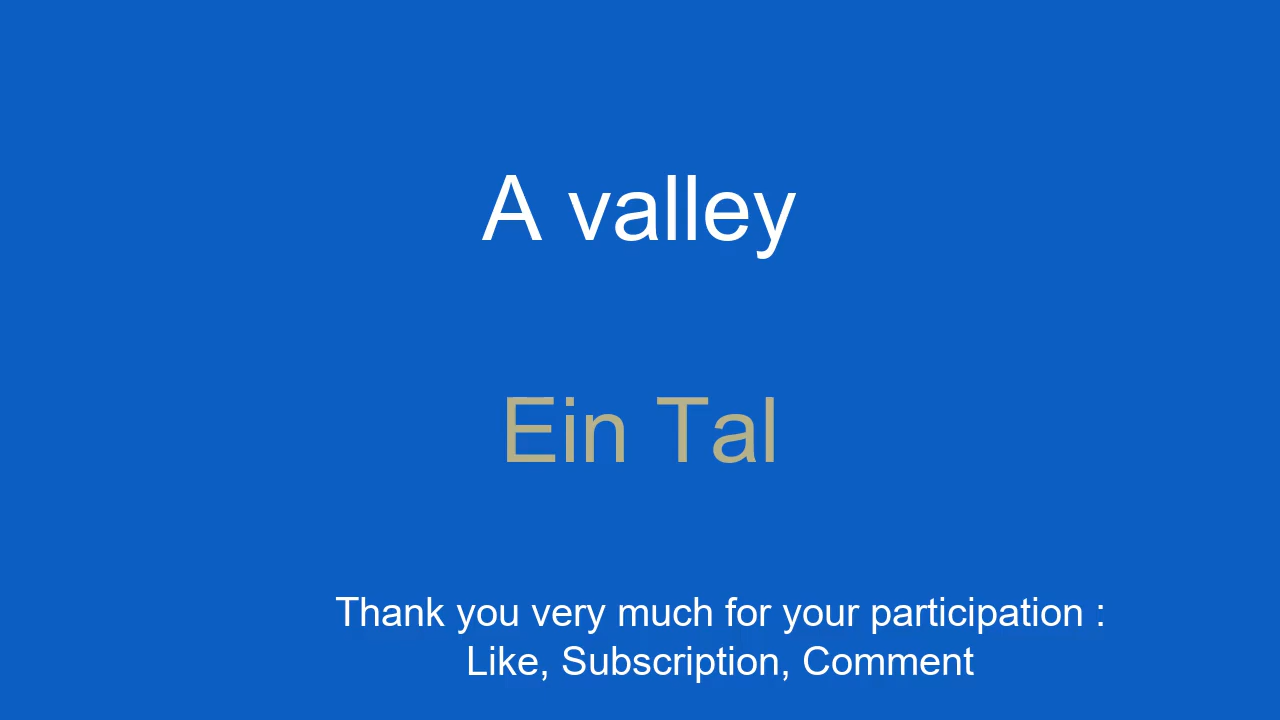 A valley
Ein Tal
Thank you very much for your participation :
Like, Subscription, Comment